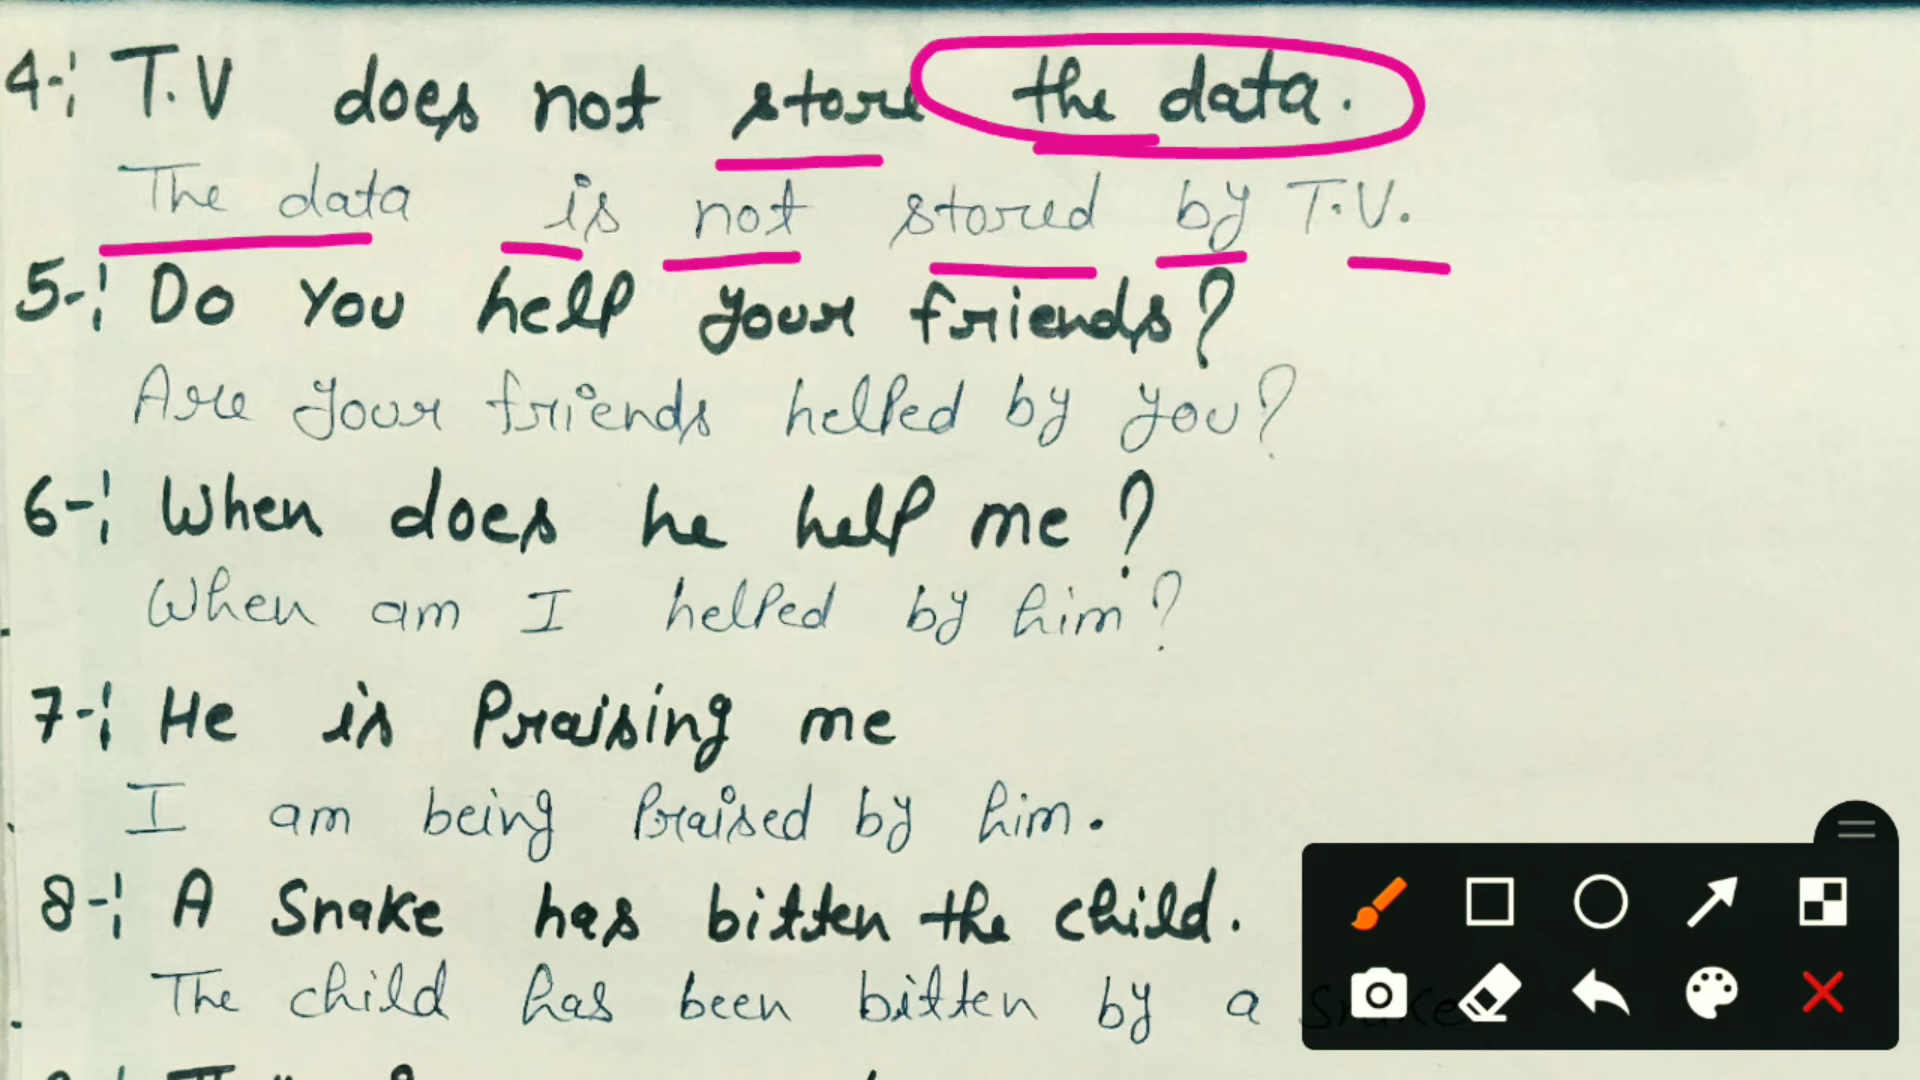 4-: T.V does not store the data.
The data is not stored by T.V.
5-: Do You help your friends?
Are your friends helped by you?
6-: When does he help me?
When am I helped by him?
7-: He is Praising me
I am being Praised by him.
8-: A Snake has bitten the child.
The child has been bitten by a Snake